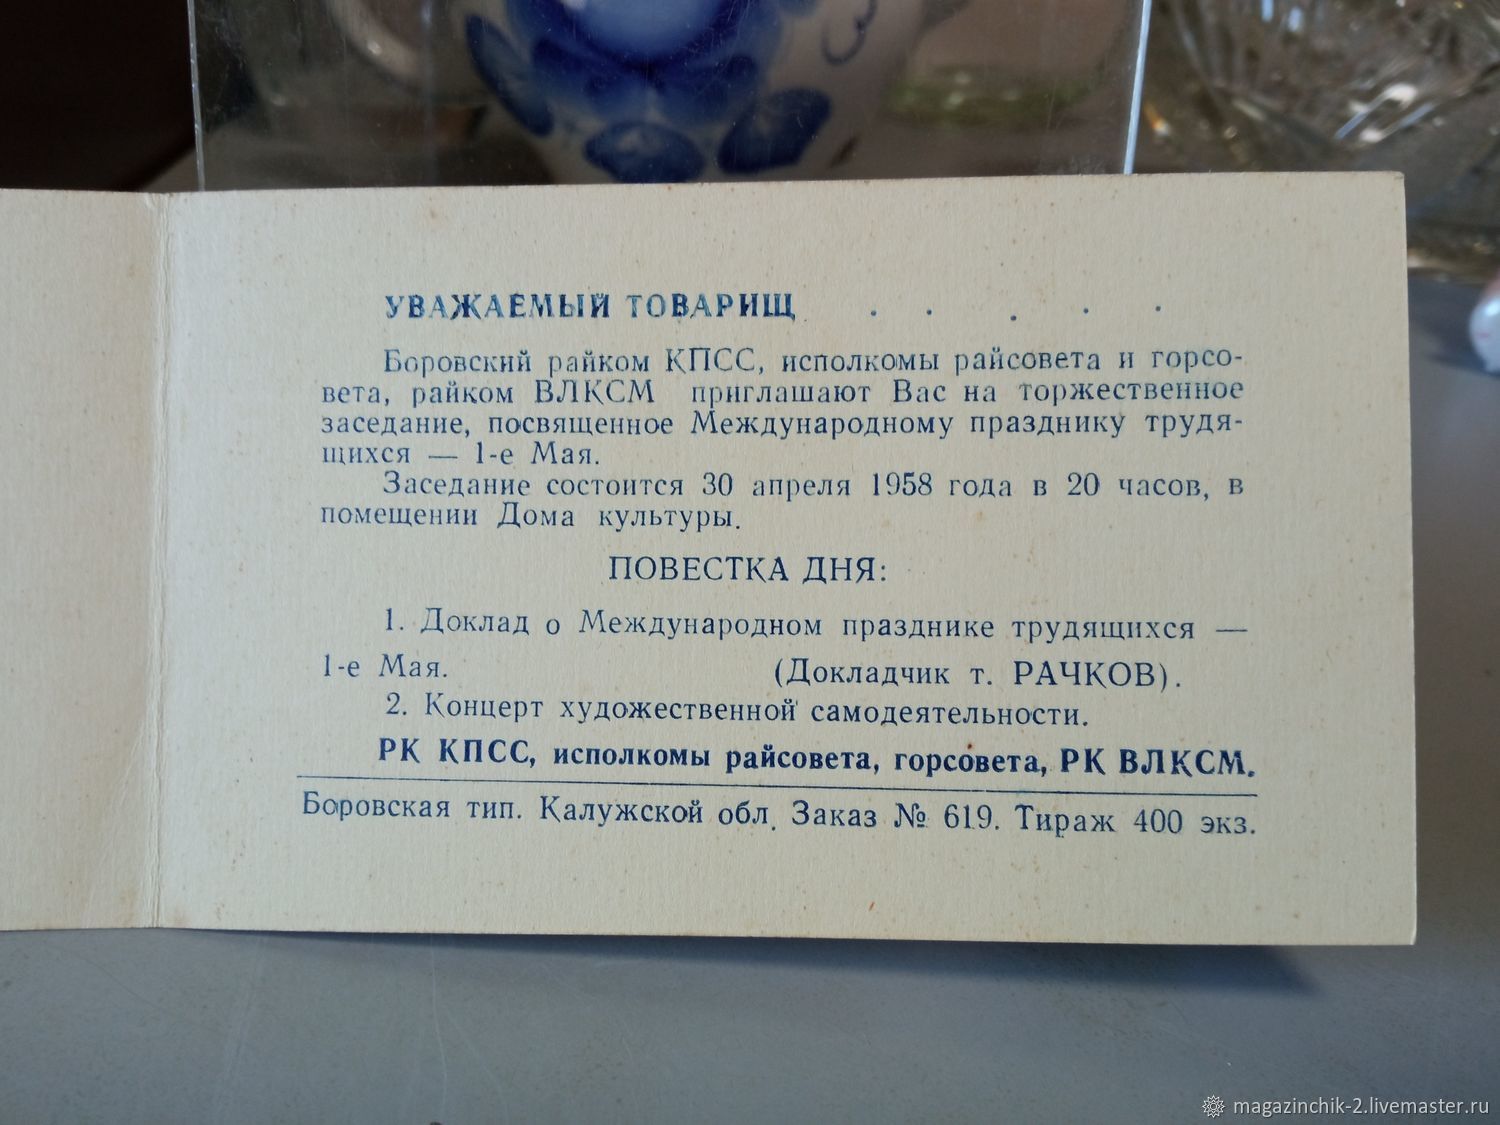 УВАЖАЕМЫЙ ТОВАРИЩ . . . . .
Боровский райком КПСС, исполкомы райсовета и горсо-
вета, райком ВЛКСМ приглашают Вас на торжественное
заседание, посвященное Международному празднику трудя-
щихся — 1-е Мая.
Заседание состоится 30 апреля 1958 года в 20 часов, в
помещении Дома культуры.
ПОВЕСТКА ДНЯ:
1. Доклад о Международном празднике трудящихся —
1-е Мая. (Докладчик т. РАЧКОВ).
2. Концерт художественной самодеятельности.
РК КПСС, исполкомы райсовета, горсовета, РК ВЛКСМ.
Боровская тип. Калужской обл. Заказ № 619. Тираж 400 экз.
magazinchik-2.livemaster.ru